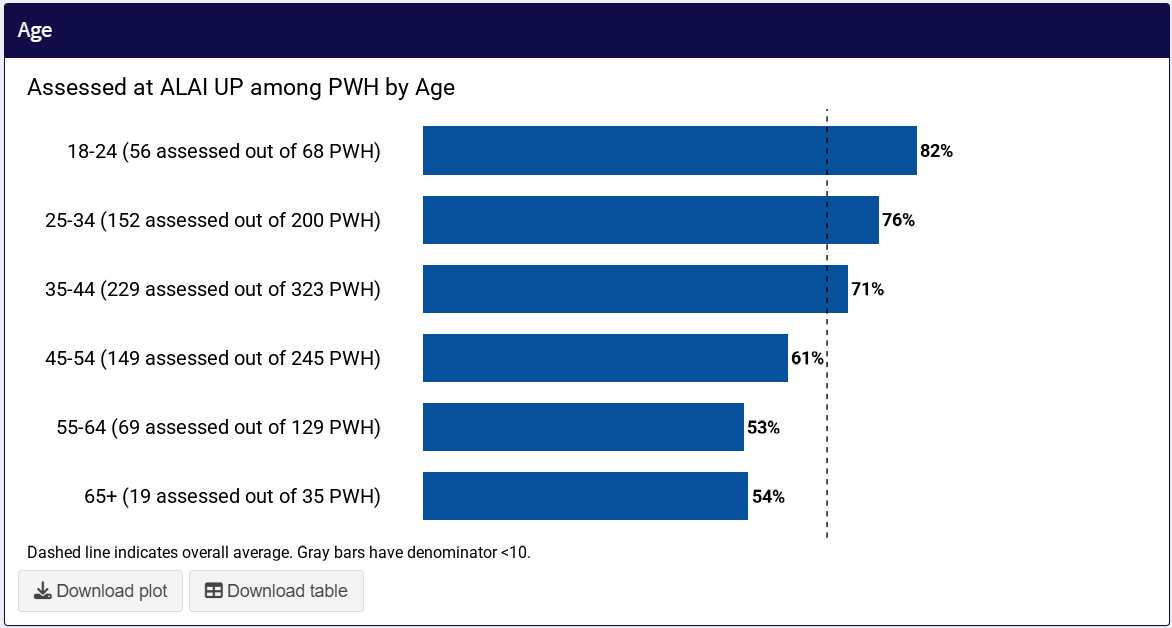 Age
Assessed at ALAI UP among PWH by Age
18-24 (56 assessed out of 68 PWH) 82%
25-34 (152 assessed out of 200 PWH) 76%
35-44 (229 assessed out of 323 PWH) 71%
45-54 (149 assessed out of 245 PWH) 61%
55-64 (69 assessed out of 129 PWH) 53%
65+ (19 assessed out of 35 PWH) 54%
Dashed line indicates overall average. Gray bars have denominator <10.
Download plot Download table